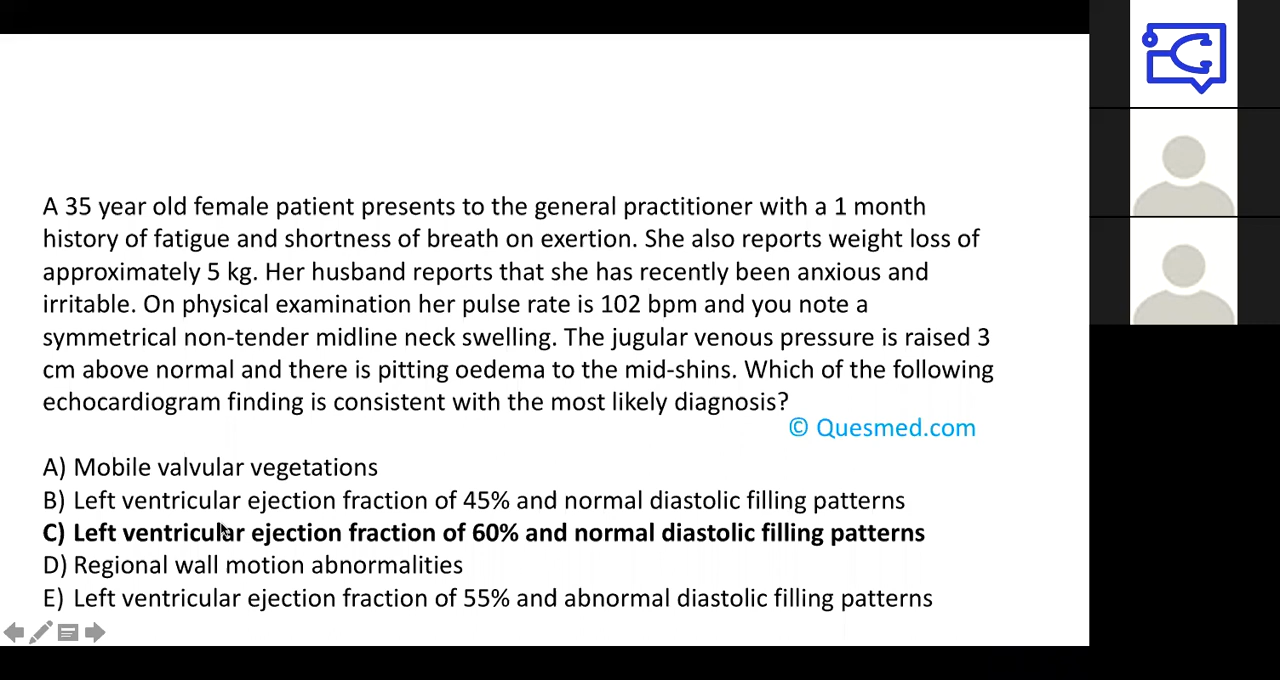 A 35 year old female patient presents to the general practitioner with a 1 month
history of fatigue and shortness of breath on exertion. She also reports weight loss of
approximately 5 kg. Her husband reports that she has recently been anxious and
irritable. On physical examination her pulse rate is 102 bpm and you note a
symmetrical non-tender midline neck swelling. The jugular venous pressure is raised 3
cm above normal and there is pitting oedema to the mid-shins. Which of the following
echocardiogram finding is consistent with the most likely diagnosis?
© Quesmed.com
A) Mobile valvular vegetations
B) Left ventricular ejection fraction of 45% and normal diastolic filling patterns
C) Left ventricular ejection fraction of 60% and normal diastolic filling patterns
D) Regional wall motion abnormalities
E) Left ventricular ejection fraction of 55% and abnormal diastolic filling patterns